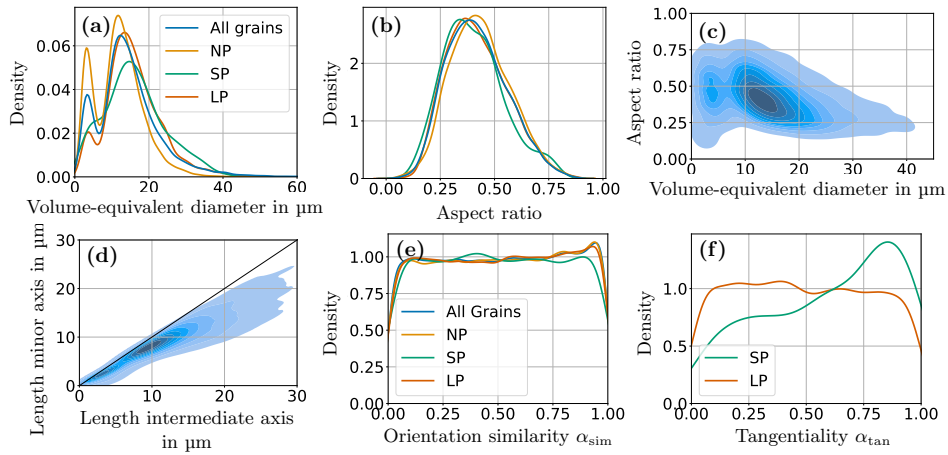 (a)
All grains
NP
SP
LP
0.06
0.04
0.02
0.00
0
20
40
60
Density
Volume-equivalent diameter in µm
(b)
2
1
0
0.00
0.25
0.50
0.75
1.00
Density
Aspect ratio
(c)
1.00
0.75
0.50
0.25
0.00
0
10
20
30
40
Aspect ratio
Volume-equivalent diameter in µm
(d)
30
20
10
0
0
10
20
30
Length minor axis in µm
Length intermediate axis
in µm
(e)
1.00
0.75
0.50
0.25
0.00
0.00
0.25
0.50
0.75
1.00
All Grains
NP
SP
LP
Density
Orientation similarity α_sim
(f)
1.0
0.5
0.0
0.00
0.25
0.50
0.75
1.00
SP
LP
Density
Tangentiality α_tan